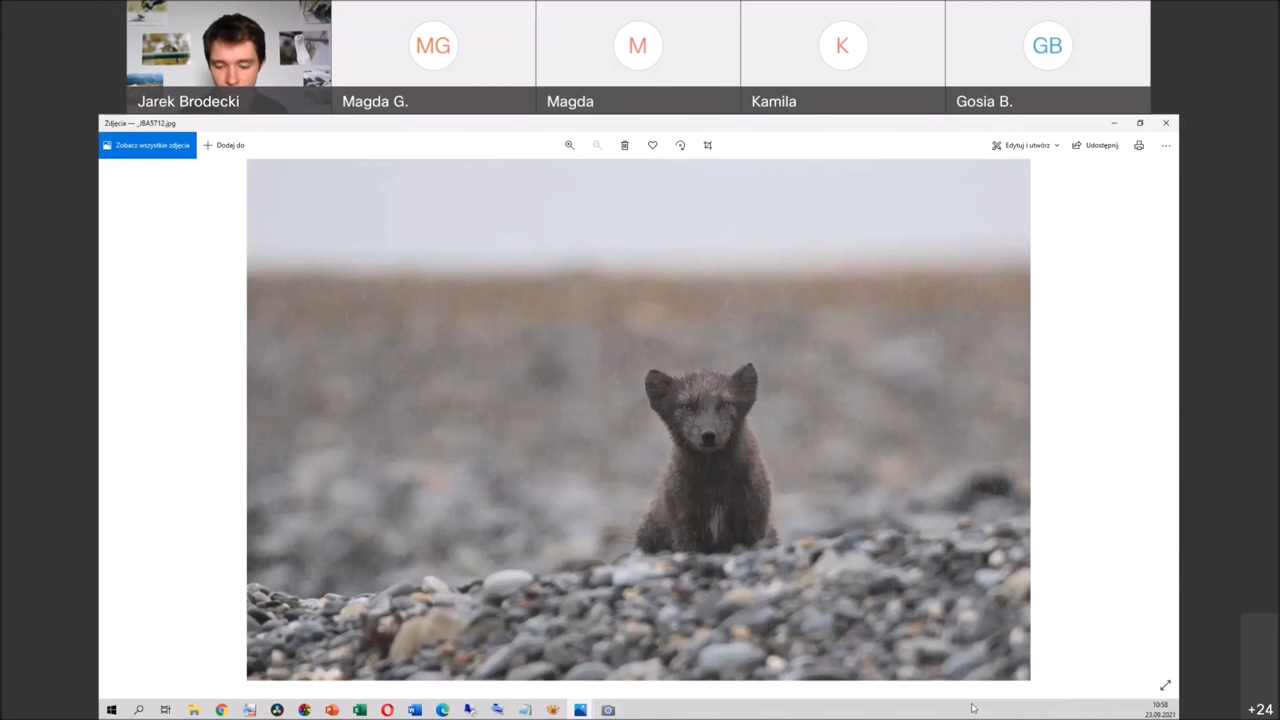 MG
M
K
GB
Jarek Brodecki
Magda G.
Magda
Kamila
Gosia B.
Zdjęcia — _JBA5712.jpg
Zobacz wszystkie zdjęcia
Dodaj do
Edytuj i utwórz
Udostępnij
10:58
23.09.2021
+24